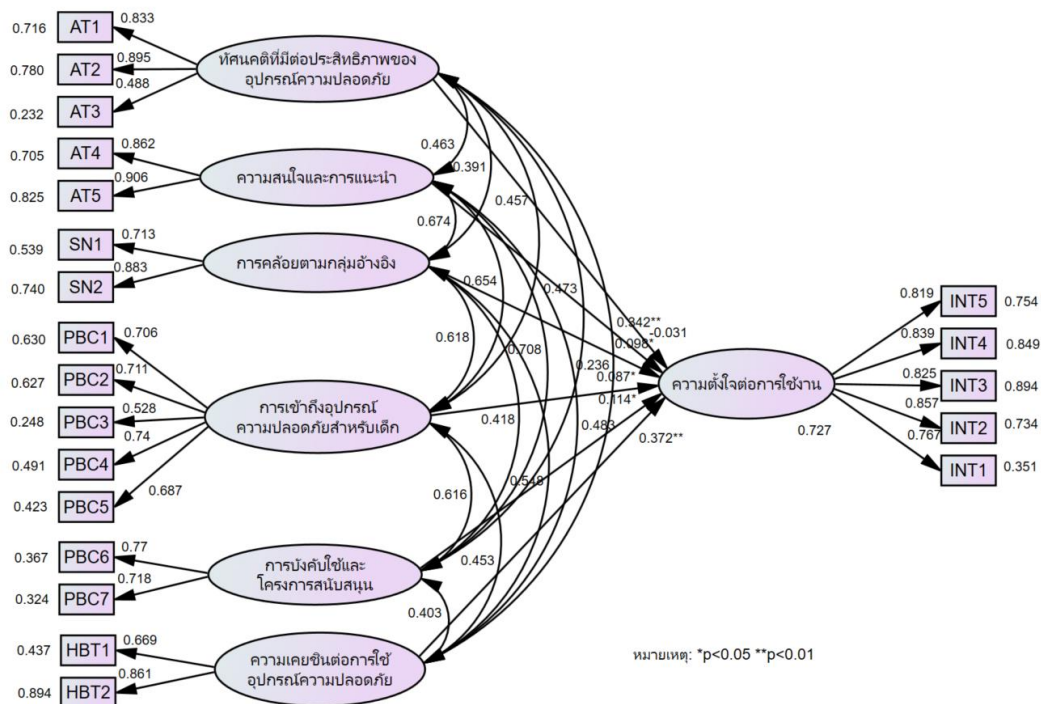 0.716 AT1 0.833
0.780 AT2 0.895
0.232 AT3 0.488
ทัศนคติที่มีต่อประสิทธิภาพของ
อุปกรณ์ความปลอดภัย
0.705 AT4 0.862
0.825 AT5 0.906
ความสนใจและการแนะนำ
0.539 SN1 0.713
0.740 SN2 0.883
การคล้อยตามกลุ่มอ้างอิง
0.630 PBC1 0.706
0.627 PBC2 0.711
0.248 PBC3 0.528
0.491 PBC4 0.74
0.423 PBC5 0.687
การเข้าถึงอุปกรณ์
ความปลอดภัยสำหรับเด็ก
0.367 PBC6 0.77
0.324 PBC7 0.718
การบังคับใช้และ
โครงการสนับสนุน
0.437 HBT1 0.669
0.894 HBT2 0.861
ความเคยชินต่อการใช้
อุปกรณ์ความปลอดภัย
0.463
0.391
0.457
0.674
0.654
0.473
0.618
0.708
0.236
0.418
0.483
0.548
0.616
0.453
0.403
0.342**
-0.031
0.098*
0.087*
0.114*
0.372**
ความตั้งใจต่อการใช้งาน
0.727
0.819 INT5 0.754
0.839 INT4 0.849
0.825 INT3 0.894
0.857 INT2 0.734
0.767 INT1 0.351
หมายเหตุ: *p<0.05 **p<0.01